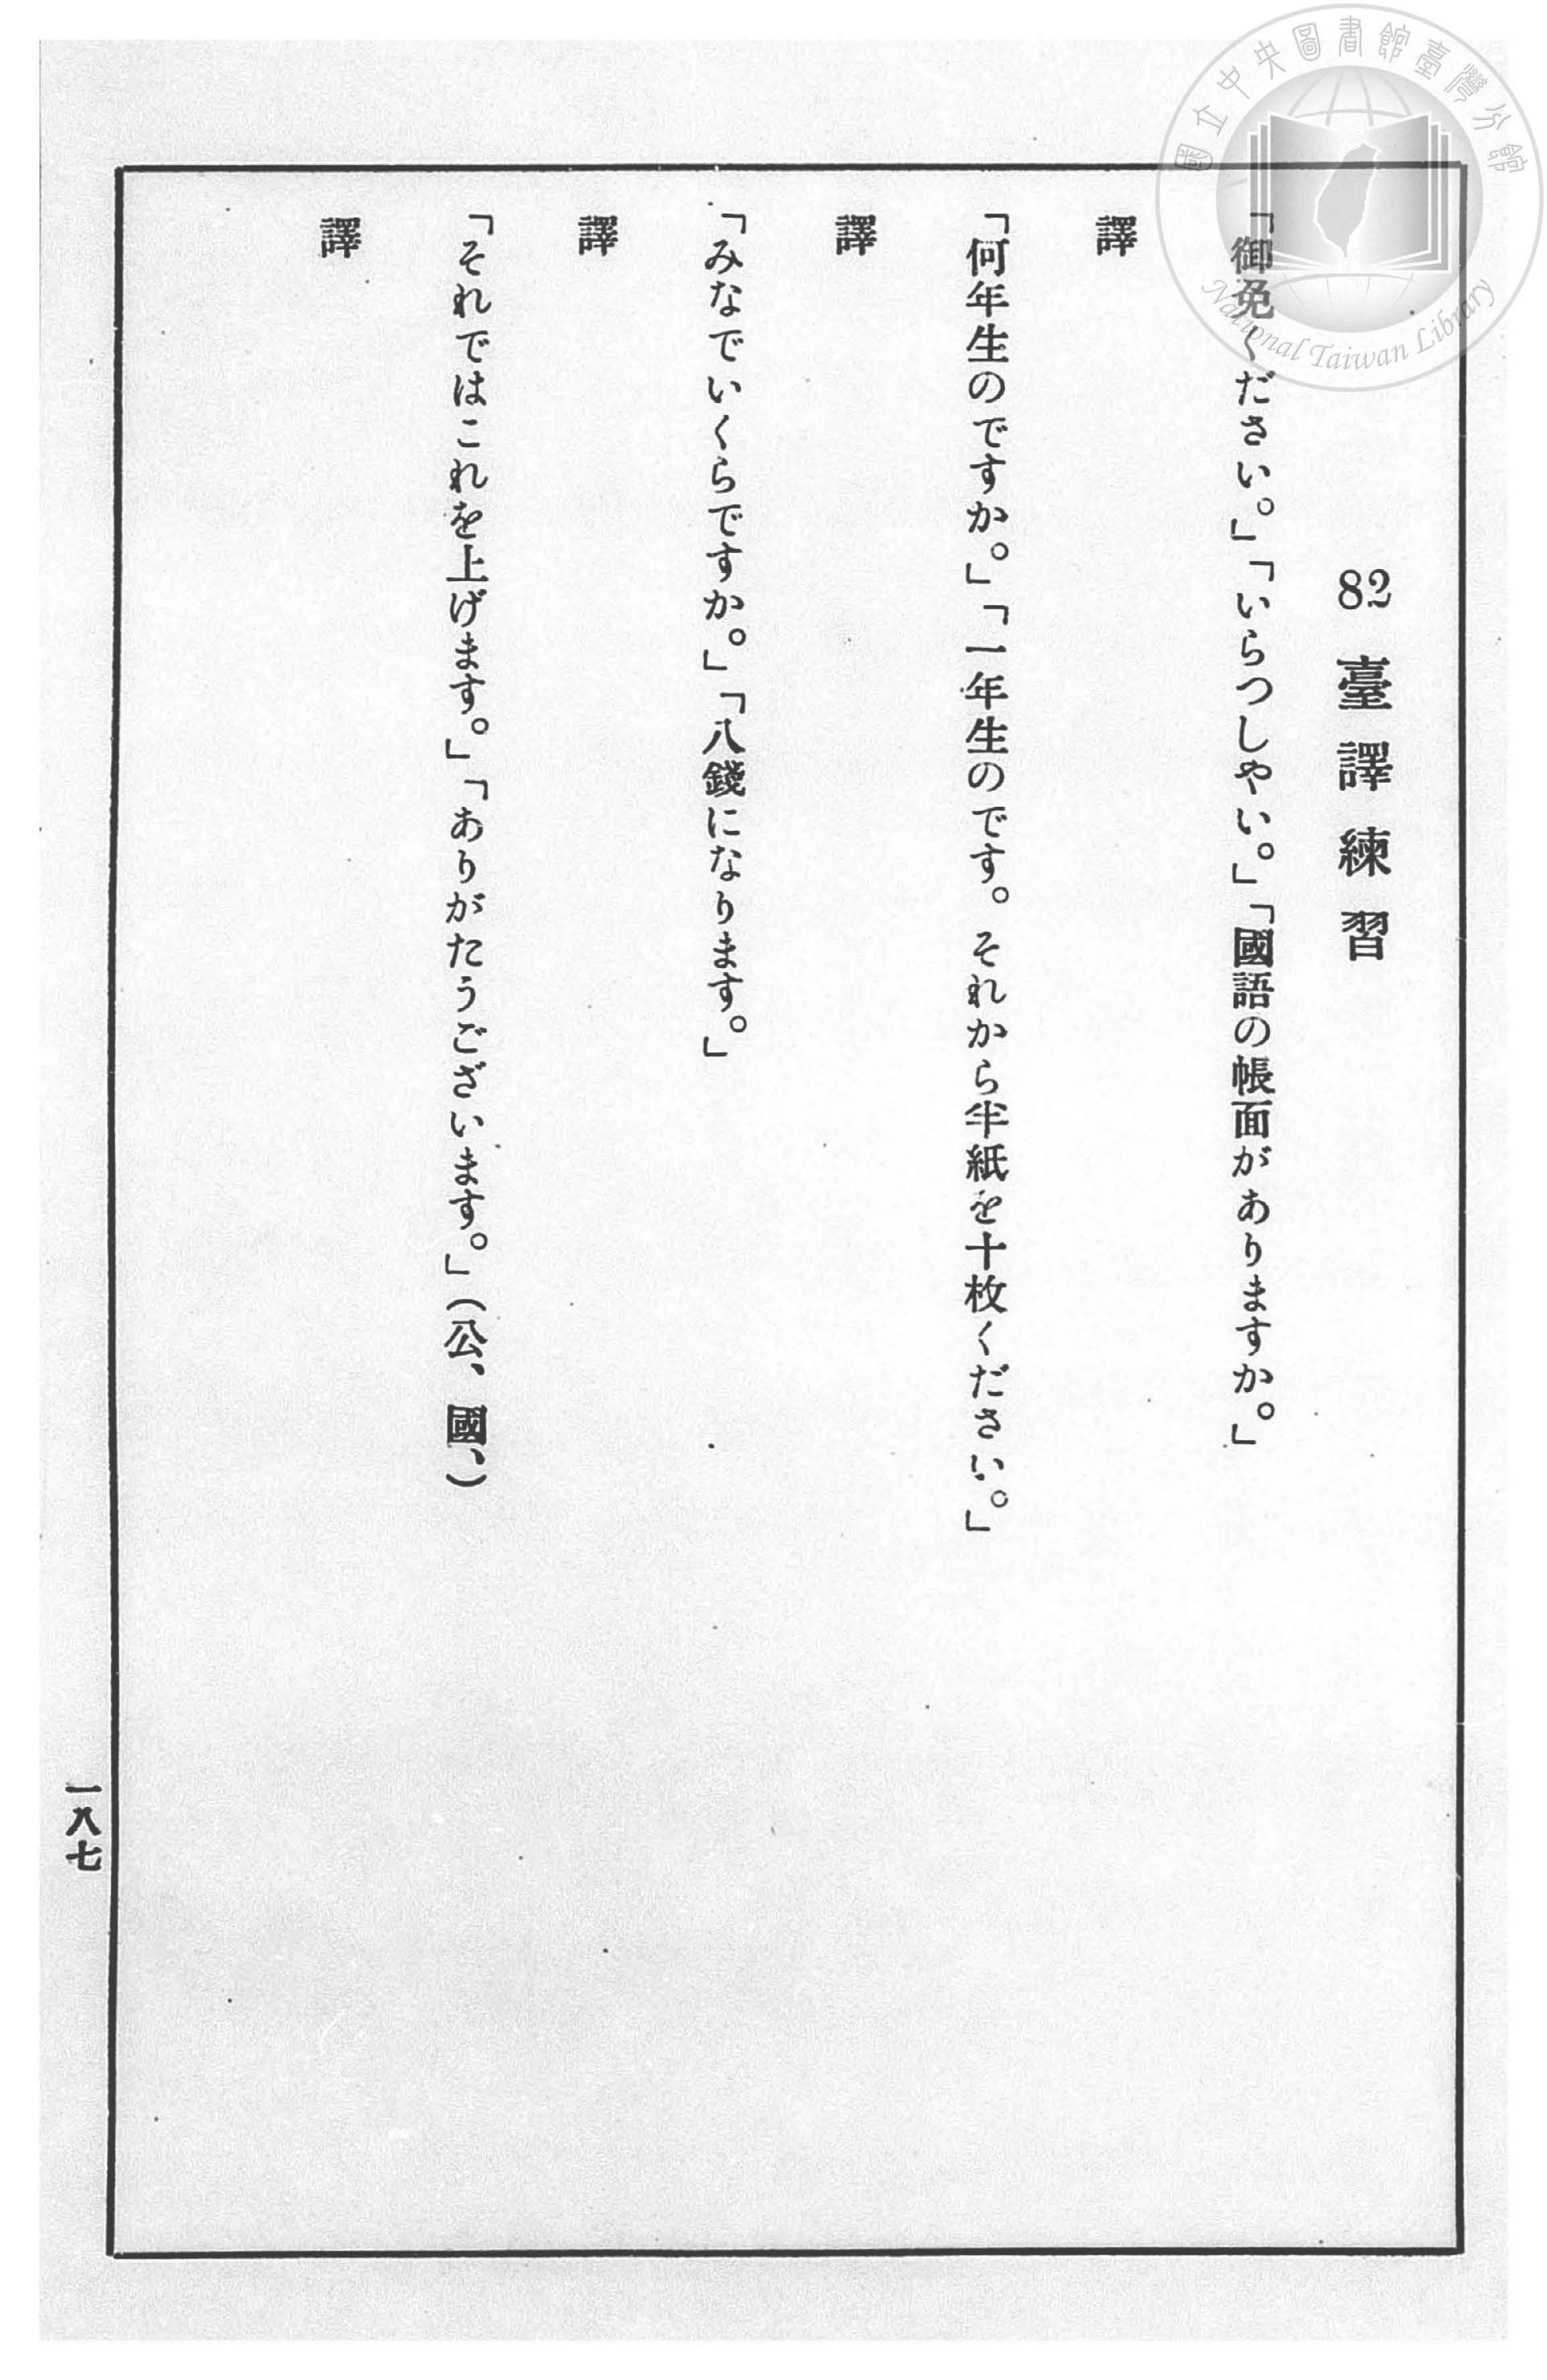 82 臺譯練習
「御免ください。」「いらつしやい。」「國語の帳面がありますか。」
譯
「何年生のですか。」「一年生のです。それから半紙を十枚ください。」
譯
「みなでいくらですか。」「八錢になります。」
譯
「それではこれを上げます。」「ありがたうございます。」(公、國、)
譯
一八七
國立中央圖書館臺灣分館
National Taiwan Library